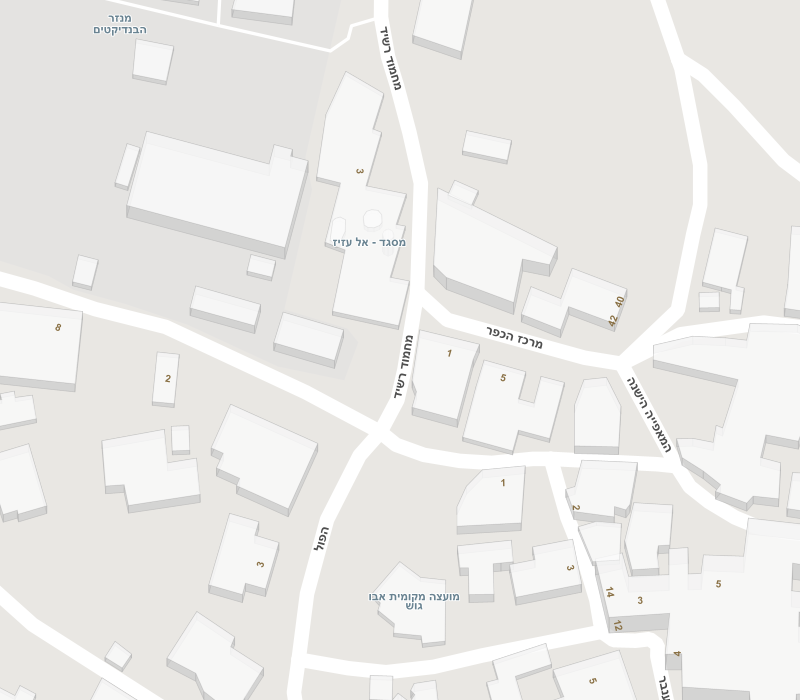 מנזר
הבנדיקטים
מחמוד רשיד
3
מסגד - אל עזיז
40
42
8
מחמוד רשיד
מרכז הכפר
1
5
2
המאפייה הישנה
1
2
הפול
3
3
14
3
5
מועצה מקומית אבו
גוש
12
4
5
ענבר